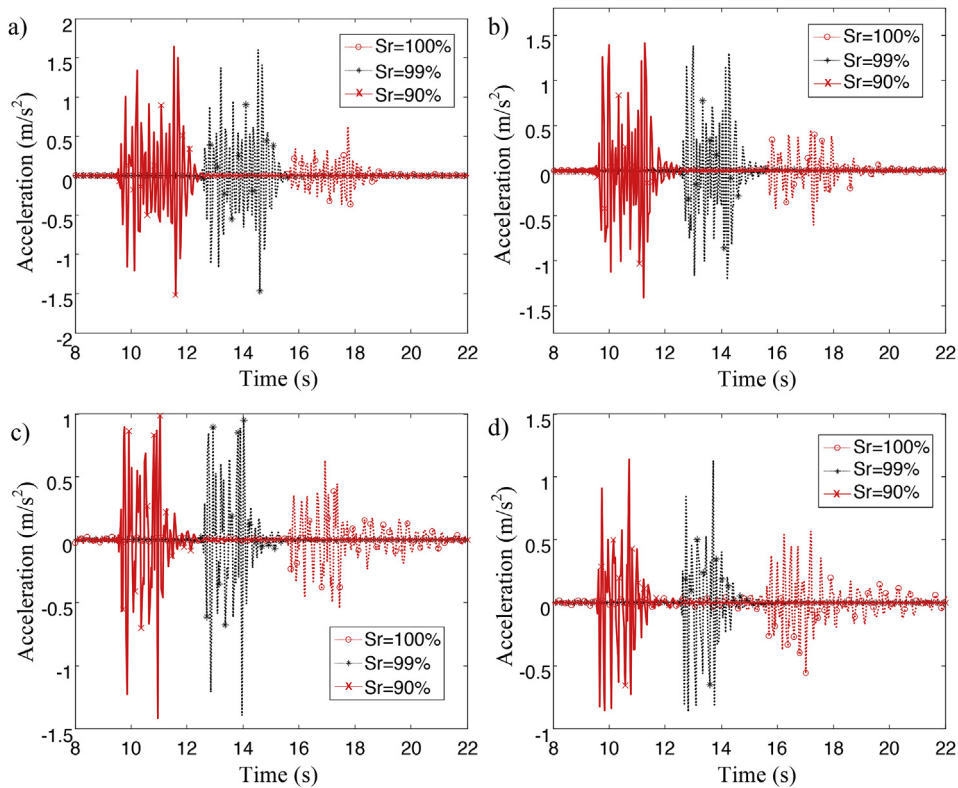 a)
Acceleration (m/s²)
2
1.5
1
0.5
0
-0.5
-1
-1.5
-2
Sr=100%
Sr=99%
Sr=90%
8 10 12 14 16 18 20 22
Time (s)
b)
Acceleration (m/s²)
1.5
1
0.5
0
-0.5
-1
-1.5
Sr=100%
Sr=99%
Sr=90%
8 10 12 14 16 18 20 22
Time (s)
c)
Acceleration (m/s²)
1
0.5
0
-0.5
-1
-1.5
Sr=100%
Sr=99%
Sr=90%
8 10 12 14 16 18 20 22
Time (s)
d)
Acceleration (m/s²)
1.5
1
0.5
0
-0.5
-1
Sr=100%
Sr=99%
Sr=90%
8 10 12 14 16 18 20 22
Time (s)